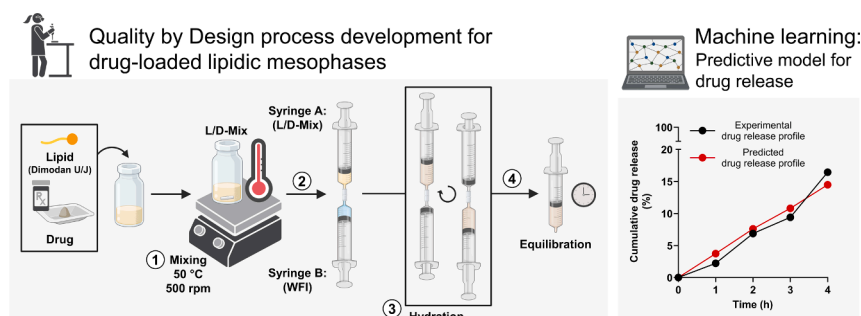 Quality by Design process development for
drug-loaded lipidic mesophases
Lipid
(Dimodan U/J)
Rx
Drug
L/D-Mix
1 Mixing
50 °C
500 rpm
2
Syringe A:
(L/D-Mix)
Syringe B:
(WFI)
3
Hydration
4
Equilibration
Machine learning:
Predictive model for
drug release
Experimental
drug release profile
Predicted
drug release profile
Cumulative drug release
(%)
100
20
15
10
5
0
0 1 2 3 4
Time (h)